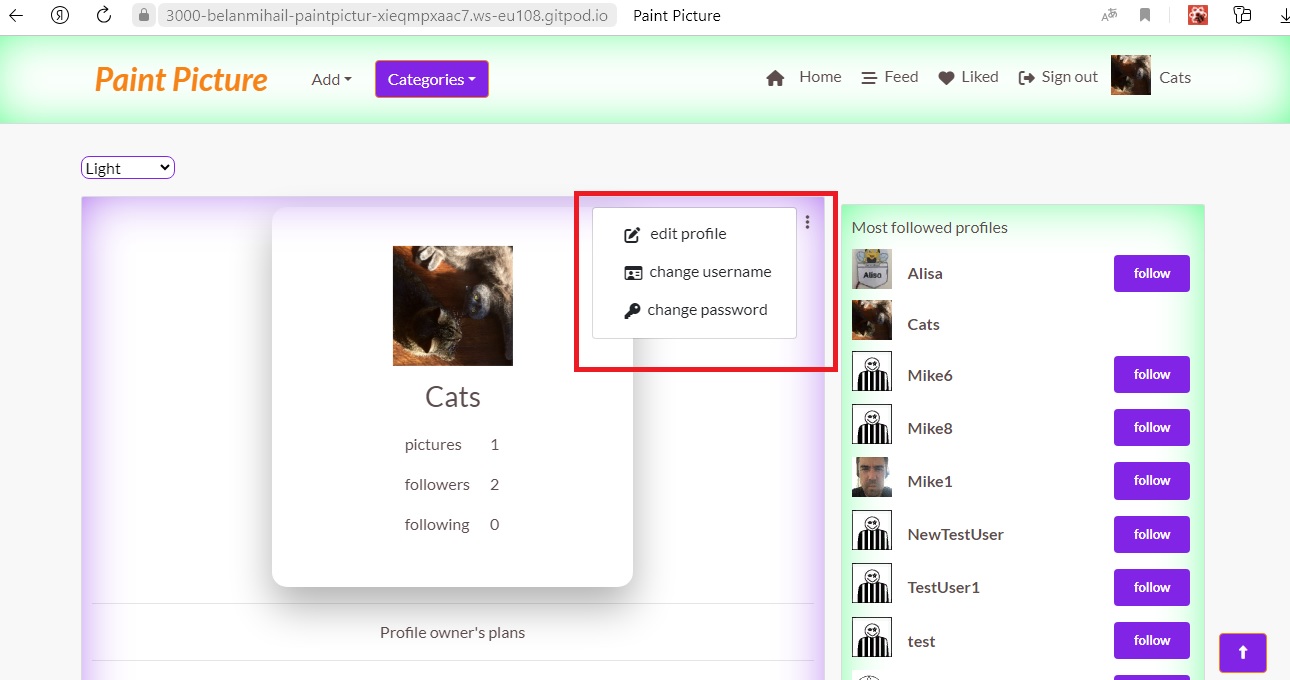 3000-belanmihail-paintpictur-xieqmpxaac7.ws-eu108.gitpod.io Paint Picture
Paint Picture Add Categories Home Feed Liked Sign out Cats
Light
edit profile
change username
change password
Cats
pictures 1
followers 2
following 0
Profile owner's plans
Most followed profiles
Alisa follow
Cats
Mike6 follow
Mike8 follow
Mike1 follow
NewTestUser follow
TestUser1 follow
test follow